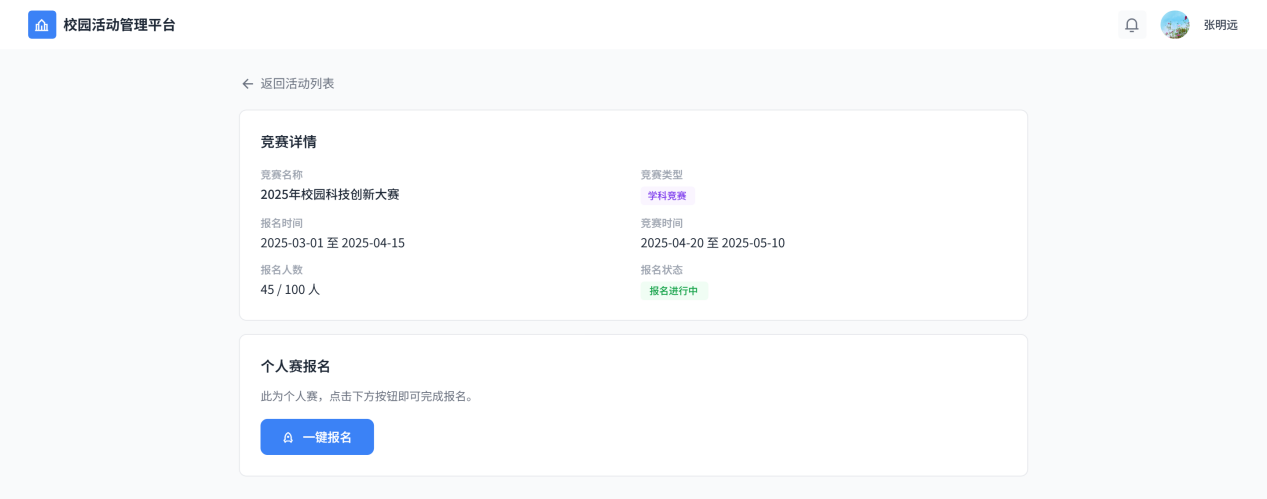 校园活动管理平台
张明远
返回活动列表
竞赛详情
竞赛名称
2025年校园科技创新大赛
竞赛类型
学科竞赛
报名时间
2025-03-01 至 2025-04-15
竞赛时间
2025-04-20 至 2025-05-10
报名人数
45 / 100 人
报名状态
报名进行中
个人赛报名
此为个人赛，点击下方按钮即可完成报名。
一键报名